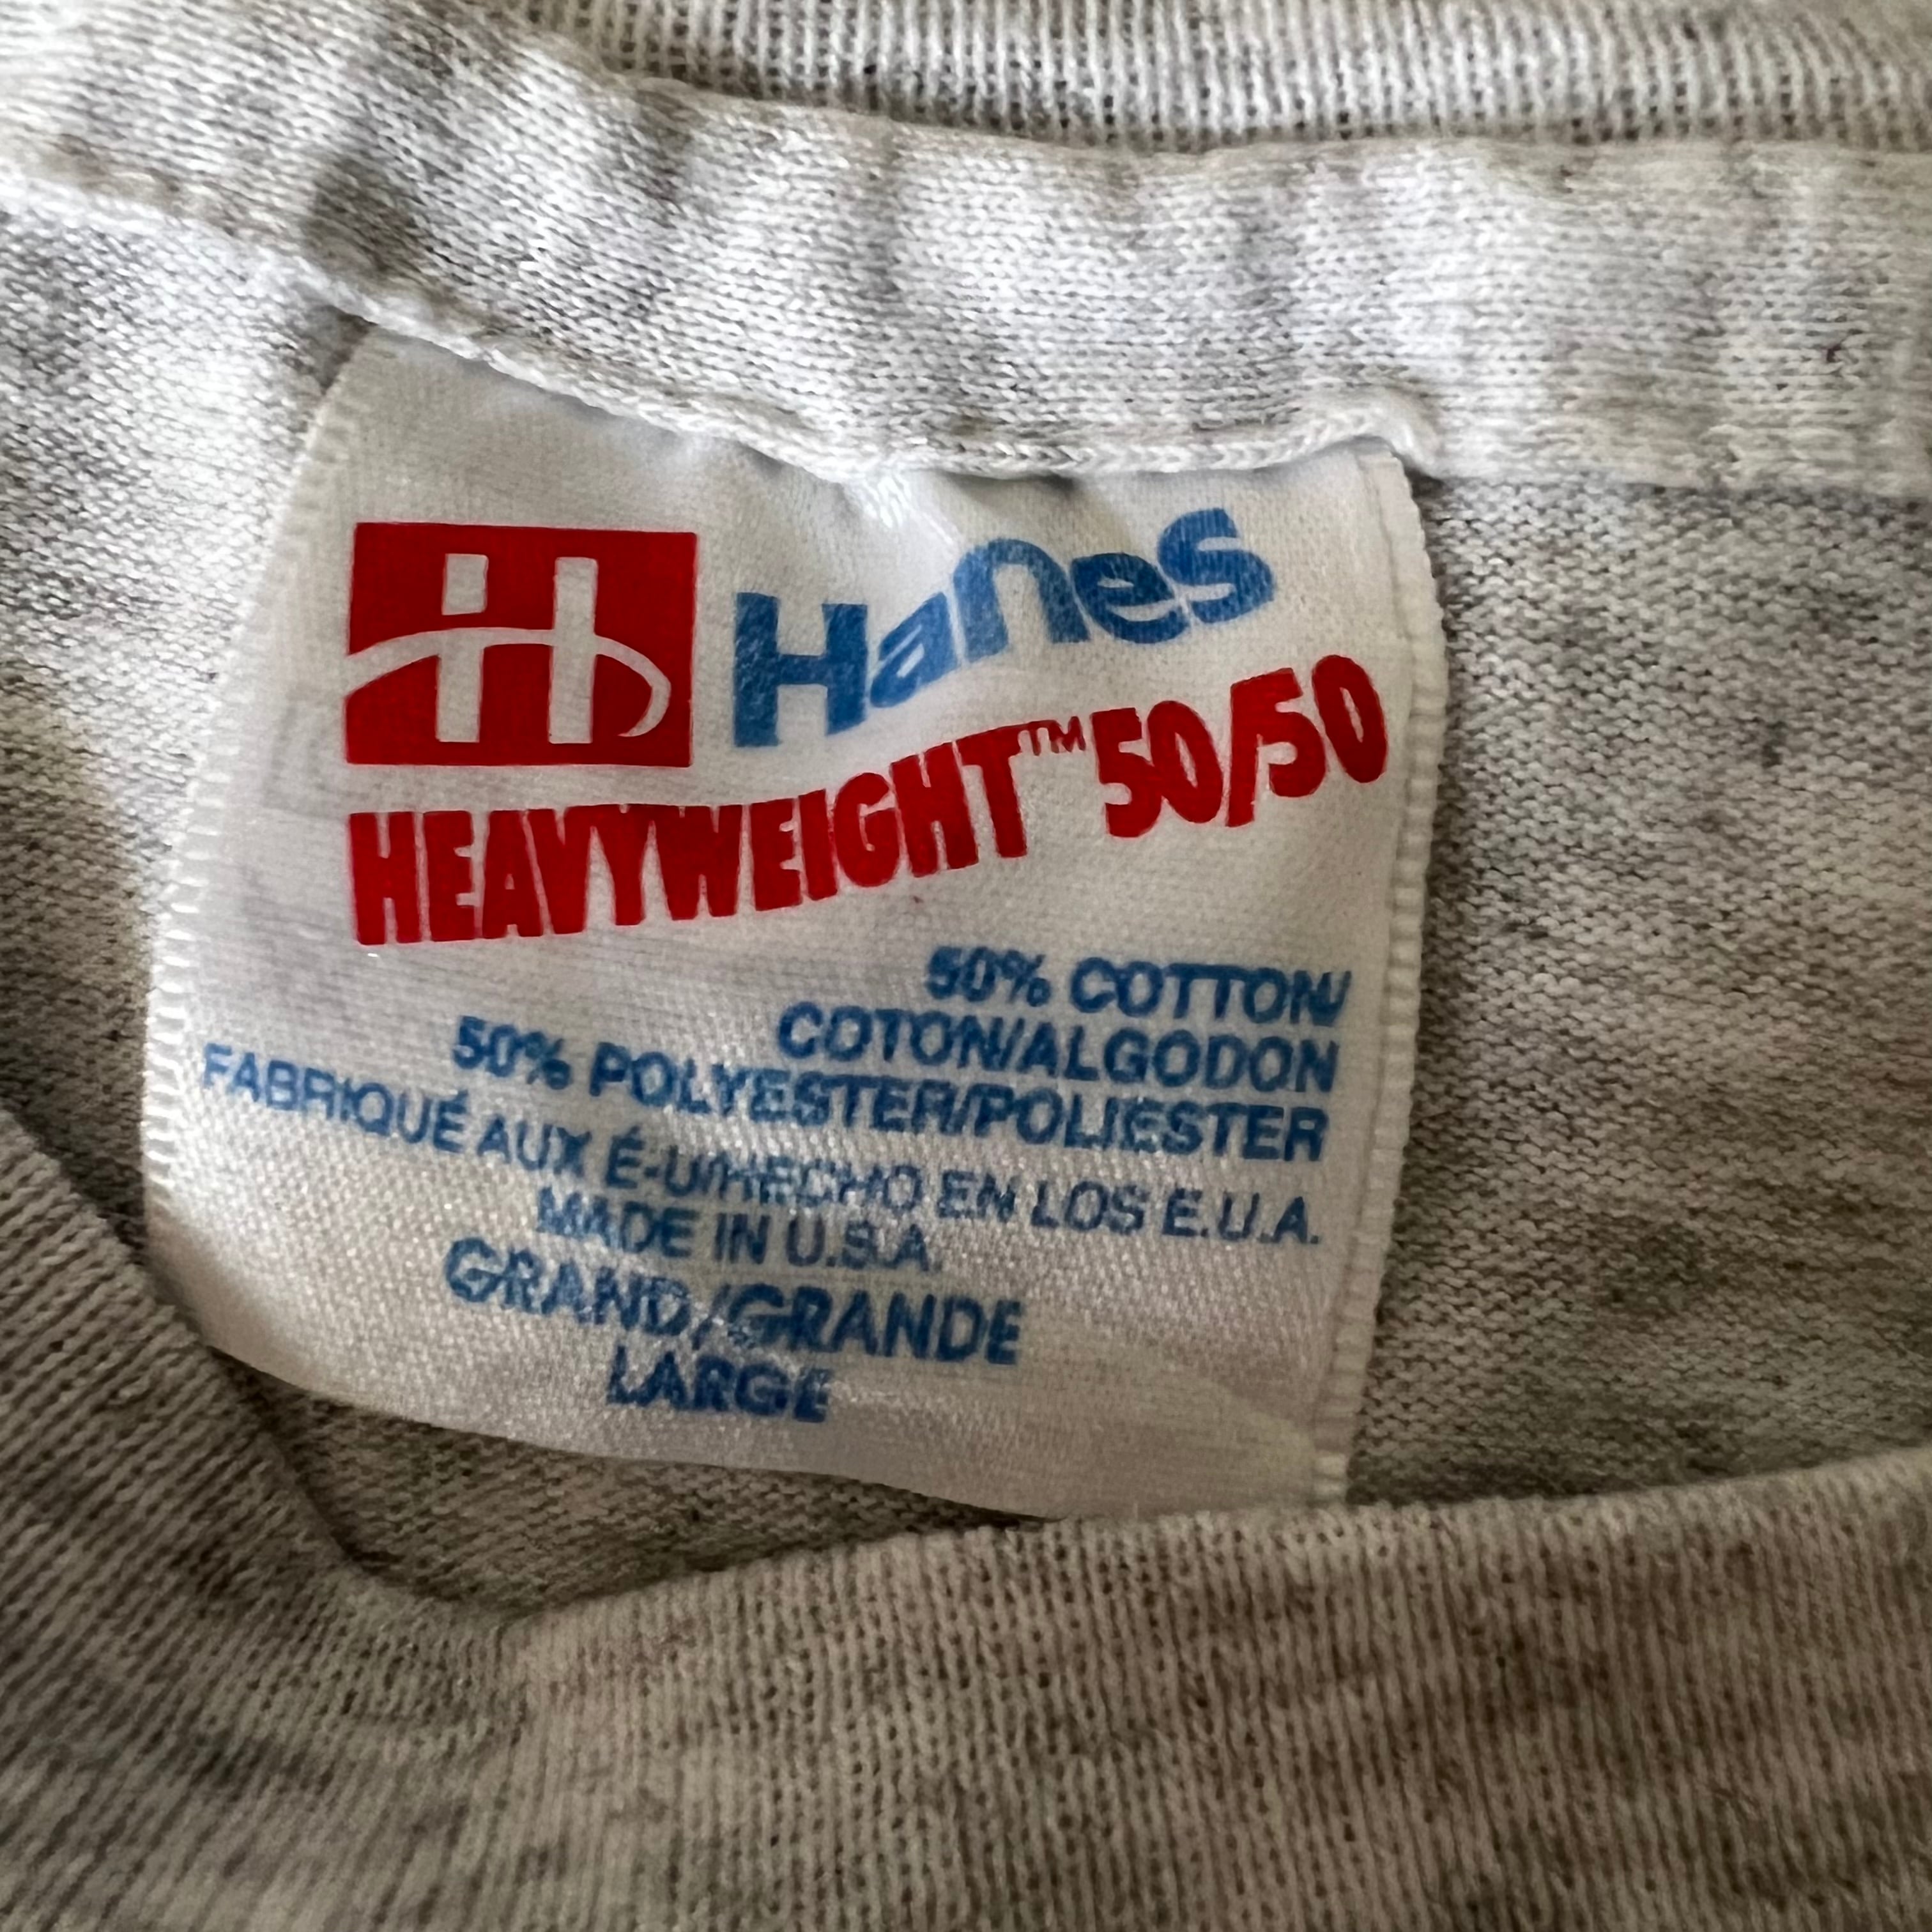 H Hanes
HEAVYWEIGHT™ 50/50
50% COTTON/
COTON/ALGODON
50% POLYESTER/POLIESTER
FABRIQUÉ AUX É-U/HECHO EN LOS E.U.A.
MADE IN U.S.A.
GRAND/GRANDE
LARGE